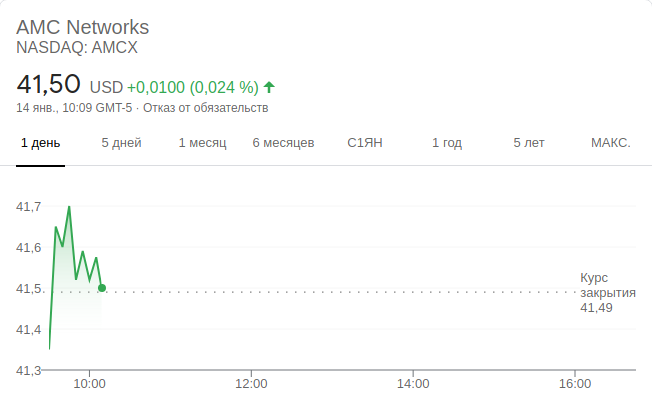 AMC Networks
NASDAQ: AMCX
41,50 USD +0,0100 (0,024 %)
14 янв., 10:09 GMT-5 · Отказ от обязательств
1 день 5 дней 1 месяц 6 месяцев С1ЯН 1 год 5 лет МАКС.
41,7
41,6
41,5
41,4
41,3
Курс
закрытия
41,49
10:00 12:00 14:00 16:00